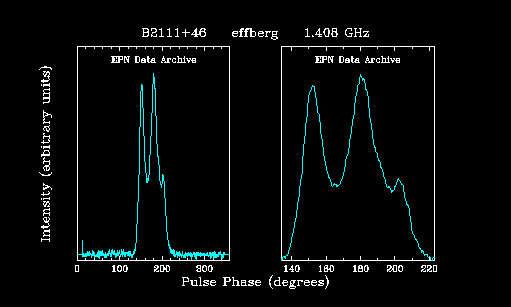 B2111+46 effberg 1.408 GHz
EPN Data Archive EPN Data Archive
Intensity (arbitrary units)
0 100 200 300 140 160 180 200 220
Pulse Phase (degrees)